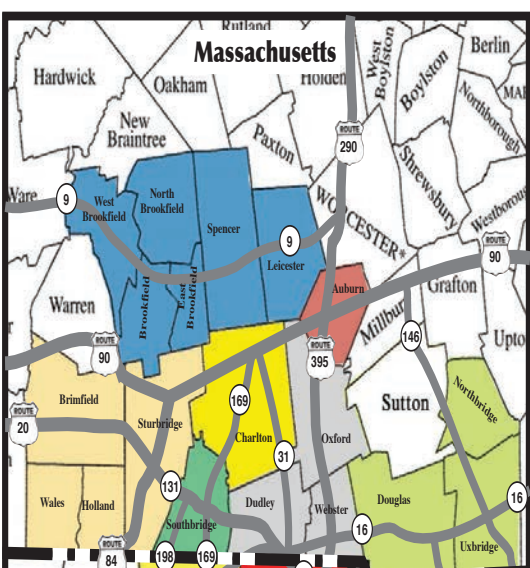 Rutland
Massachusetts
Hardwick
Oakham
Holden
West
Boylston
Boylston
Berlin
Northborough
New
Braintree
Paxton
ROUTE
290
Shrewsbury
Ware
9
West
Brookfield
North
Brookfield
Spencer
9
Leicester
WORCESTER*
Westborough
ROUTE
90
Grafton
Auburn
Millbury
Warren
Brookfield
East
Brookfield
ROUTE
90
ROUTE
395
146
Upto
Brimfield
Sturbridge
169
Charlton
31
Oxford
Sutton
Northbridge
ROUTE
20
131
Wales
Holland
Southbridge
Dudley
Webster
Douglas
16
16
Uxbridge
ROUTE
84
198
169